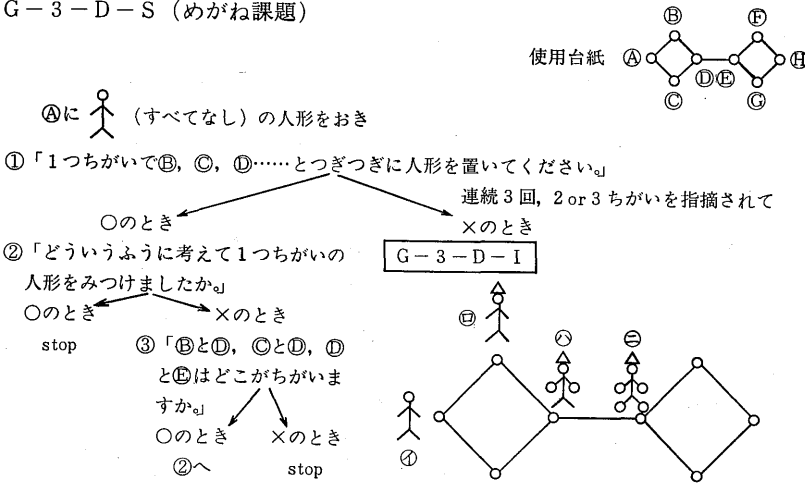 G－3－D－S（めがね課題）
使用台紙
Ⓐ
Ⓑ
Ⓒ
ⒹⒺ
Ⓕ
Ⓖ
Ⓗ
Ⓐに（すべてなし）の人形をおき
①「1つちがいでⒷ，Ⓒ，Ⓓ……とつぎつぎに人形を置いてください。」
連続3回，2 or 3ちがいを指摘されて
○のとき
×のとき
②「どういうふうに考えて1つちがいの
人形をみつけましたか。」
G－3－D－I
○のとき
×のとき
stop
③「ⒷとⒹ，ⒸとⒹ，Ⓓ
とⒺはどこがちがいま
すか。」
○のとき
×のとき
②へ
stop
㋺
㋩
㋥
㋑